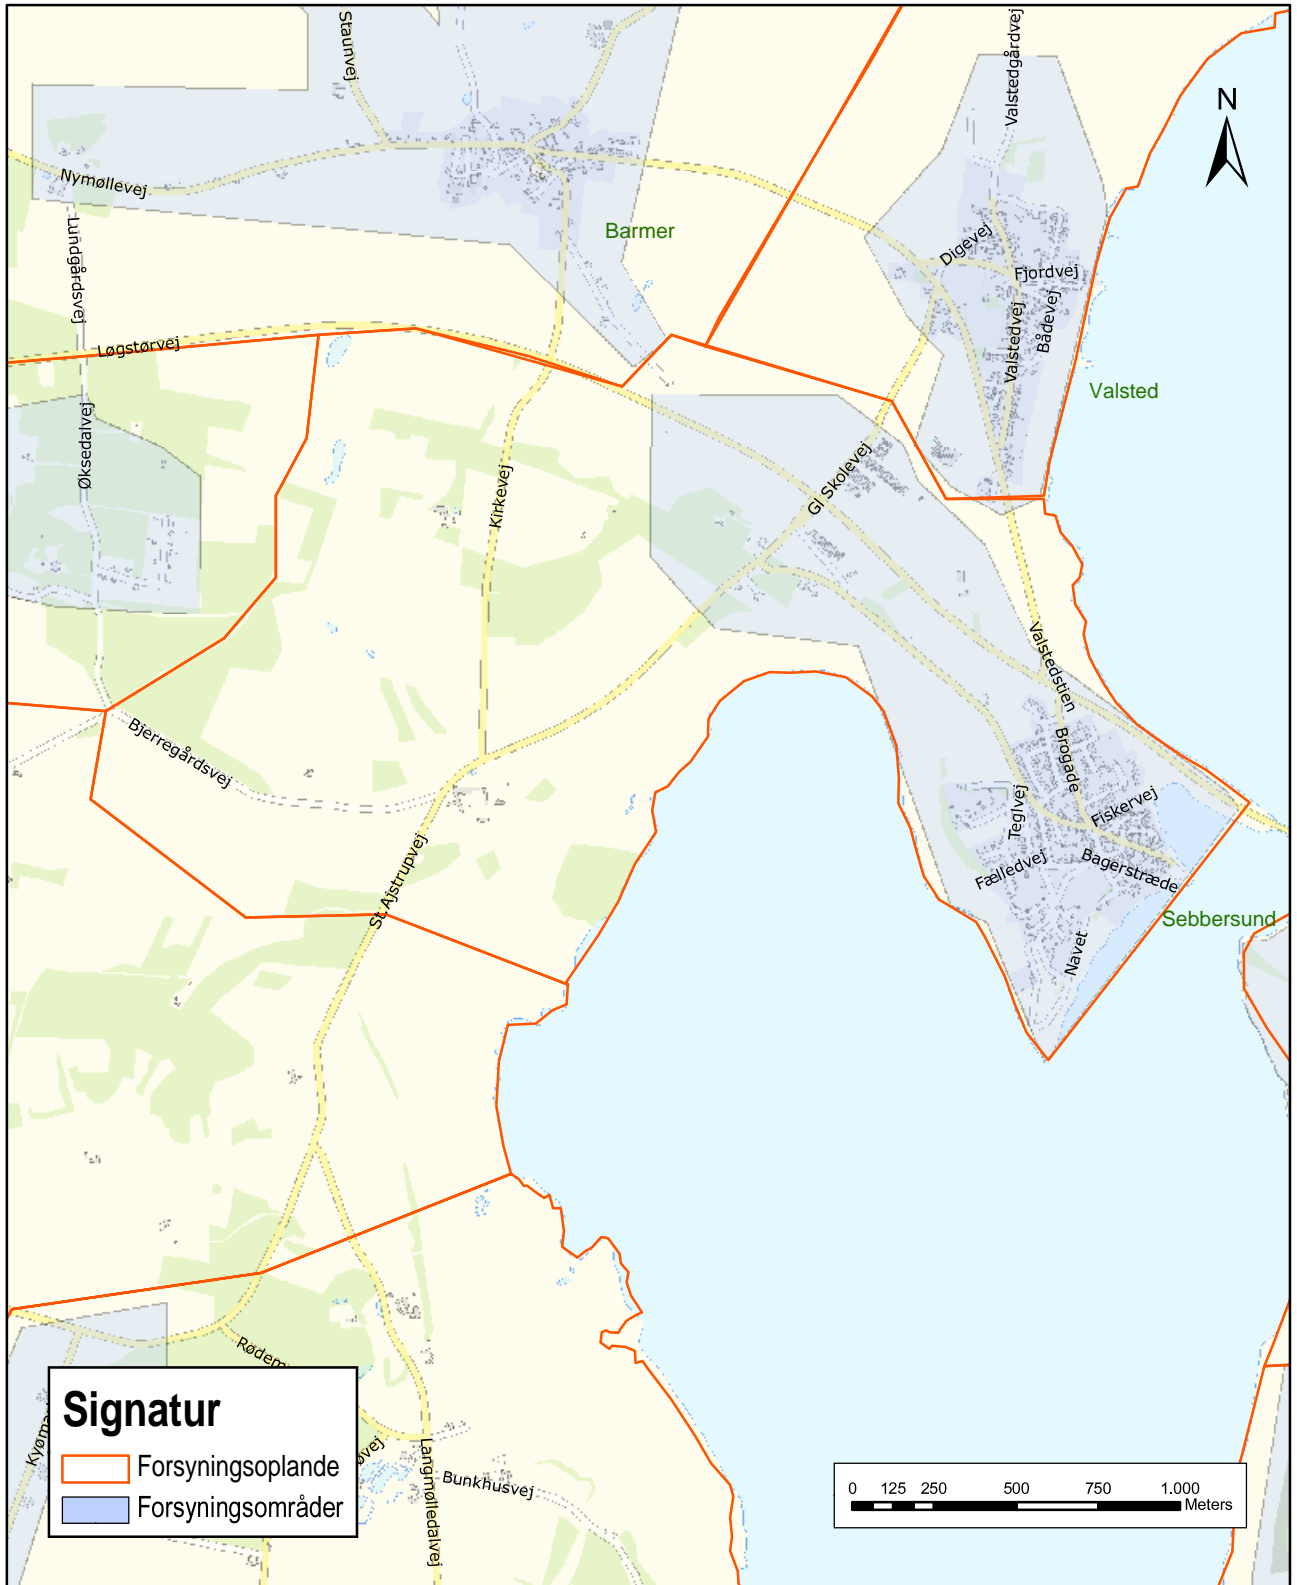 Staunvej
Valstedgårdvej
N
Nymøllevej
Lundgårdsvej
Barmer
Digevej
Fjordvej
Bådevej
Valstedvej
Løgstørvej
Valsted
Øksedalvej
Kirkevej
Gl Skolevej
Valstedstien
Bjerregårdsvej
Brogade
Teglvej
Fiskervej
St.Ajstrupvej
Fælledvej
Bagerstræde
Sebbersund
Navet
Signatur
Forsyningsoplande
Forsyningsområder
Langmølledalvej
Bunkhusvej
0 125 250 500 750 1.000
Meters